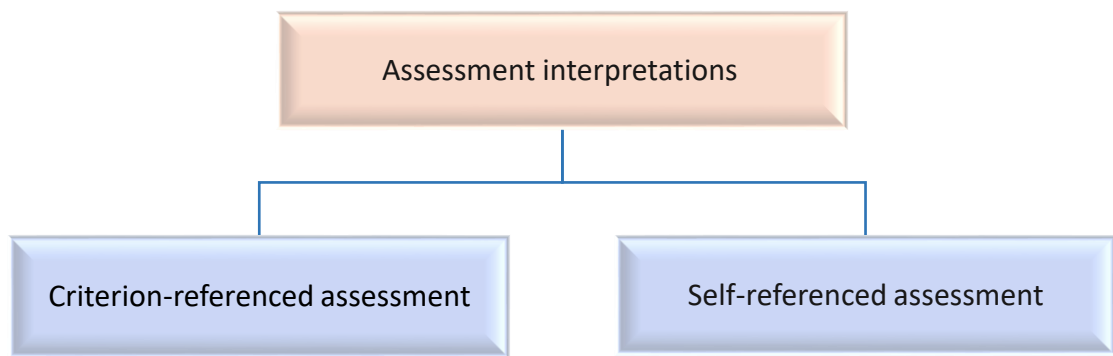 Assessment interpretations
Criterion-referenced assessment
Self-referenced assessment